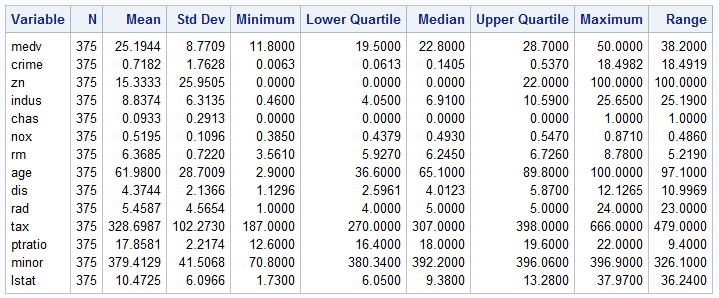 Variable N Mean Std Dev Minimum Lower Quartile Median Upper Quartile Maximum Range
medv 375 25.1944 8.7709 11.8000 19.5000 22.8000 28.7000 50.0000 38.2000
crime 375 0.7182 1.7628 0.0063 0.0613 0.1405 0.5370 18.4982 18.4919
zn 375 15.3333 25.9505 0.0000 0.0000 0.0000 22.0000 100.0000 100.0000
indus 375 8.8374 6.3135 0.4600 4.0500 6.9100 10.5900 25.6500 25.1900
chas 375 0.0933 0.2913 0.0000 0.0000 0.0000 0.0000 1.0000 1.0000
nox 375 0.5195 0.1096 0.3850 0.4379 0.4930 0.5470 0.8710 0.4860
rm 375 6.3685 0.7220 3.5610 5.9270 6.2450 6.7260 8.7800 5.2190
age 375 61.9800 28.7009 2.9000 36.6000 65.1000 89.8000 100.0000 97.1000
dis 375 4.3744 2.1366 1.1296 2.5961 4.0123 5.8700 12.1265 10.9969
rad 375 5.4587 4.5654 1.0000 4.0000 5.0000 5.0000 24.0000 23.0000
tax 375 328.6987 102.2730 187.0000 270.0000 307.0000 398.0000 666.0000 479.0000
ptratio 375 17.8581 2.2174 12.6000 16.4000 18.0000 19.6000 22.0000 9.4000
minor 375 379.4129 41.5068 70.8000 380.3400 392.2000 396.0600 396.9000 326.1000
lstat 375 10.4725 6.0966 1.7300 6.0500 9.3800 13.2800 37.9700 36.2400